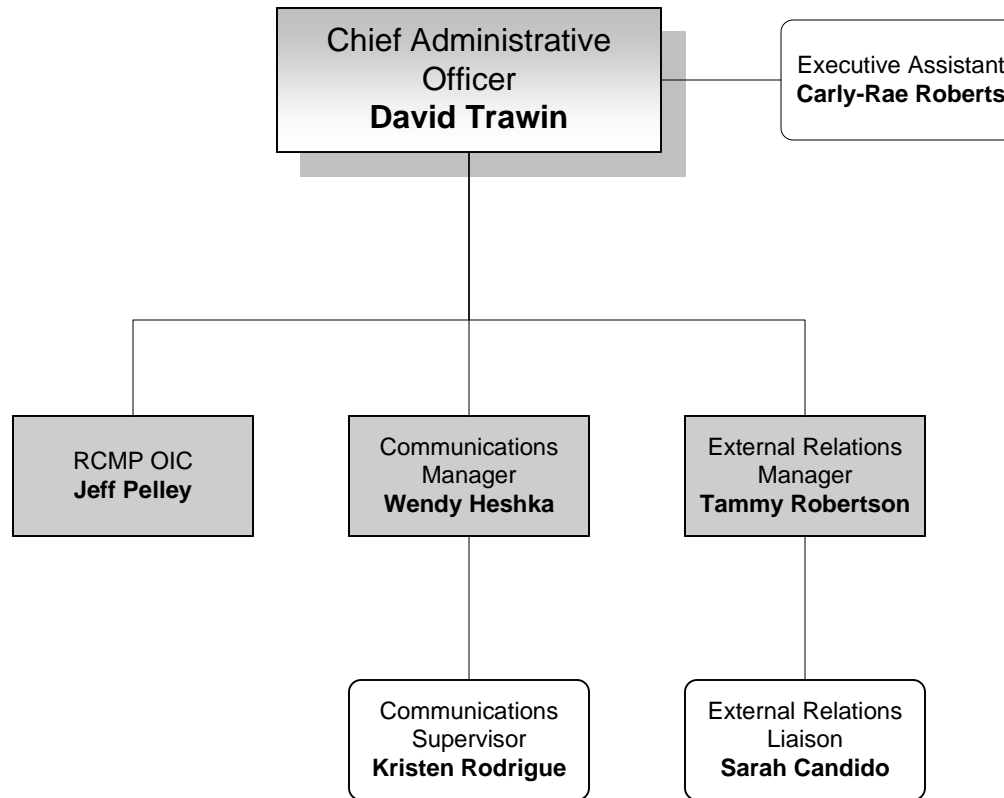 Chief Administrative
Officer
David Trawin
Executive Assistant
Carly-Rae Roberts
RCMP OIC
Jeff Pelley
Communications
Manager
Wendy Heshka
External Relations
Manager
Tammy Robertson
Communications
Supervisor
Kristen Rodrigue
External Relations
Liaison
Sarah Candido